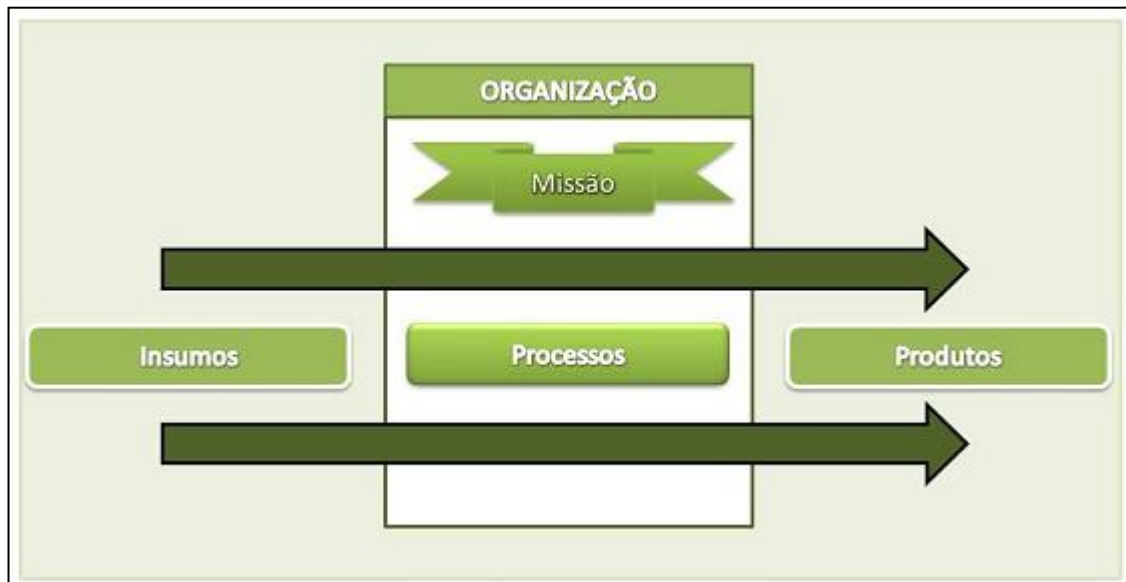 ORGANIZAÇÃO
Missão
Insumos
Processos
Produtos